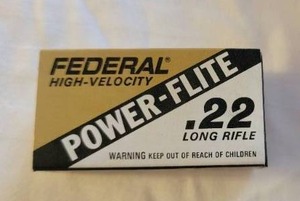 FEDERAL®
HIGH-VELOCITY
POWER-FLITE
.22
LONG RIFLE
WARNING KEEP OUT OF REACH OF CHILDREN